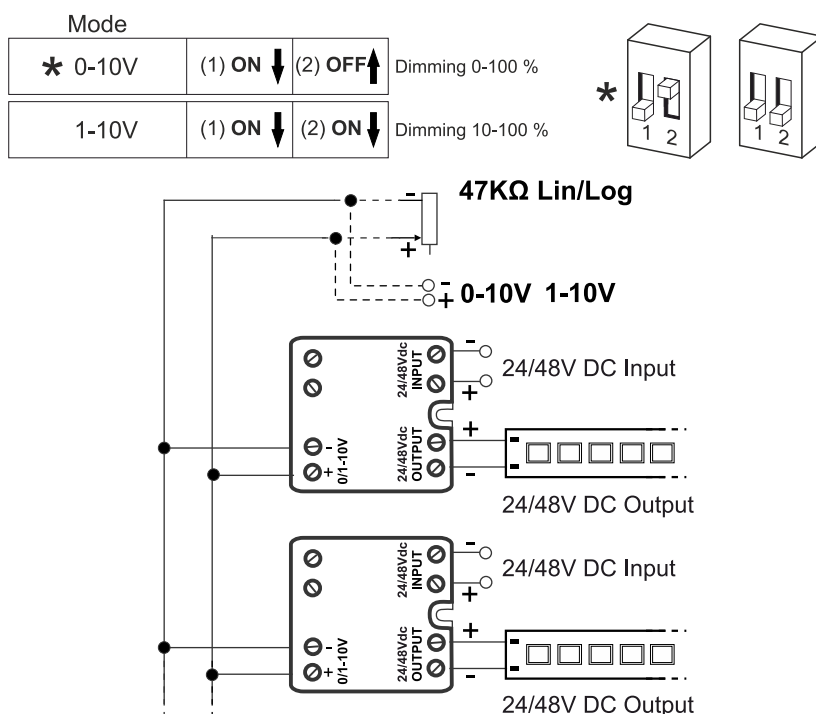 Mode
* 0-10V (1) ON (2) OFF Dimming 0-100 %
1-10V (1) ON (2) ON Dimming 10-100 %
* 1 2 1 2
47KΩ Lin/Log
-
+
- 
+ 0-10V 1-10V
24/48Vdc
INPUT
-
+
24/48V DC Input
-
+
0/1-10V
24/48Vdc
OUTPUT
+
-
24/48V DC Output
24/48Vdc
INPUT
-
+
24/48V DC Input
-
+
0/1-10V
24/48Vdc
OUTPUT
+
-
24/48V DC Output